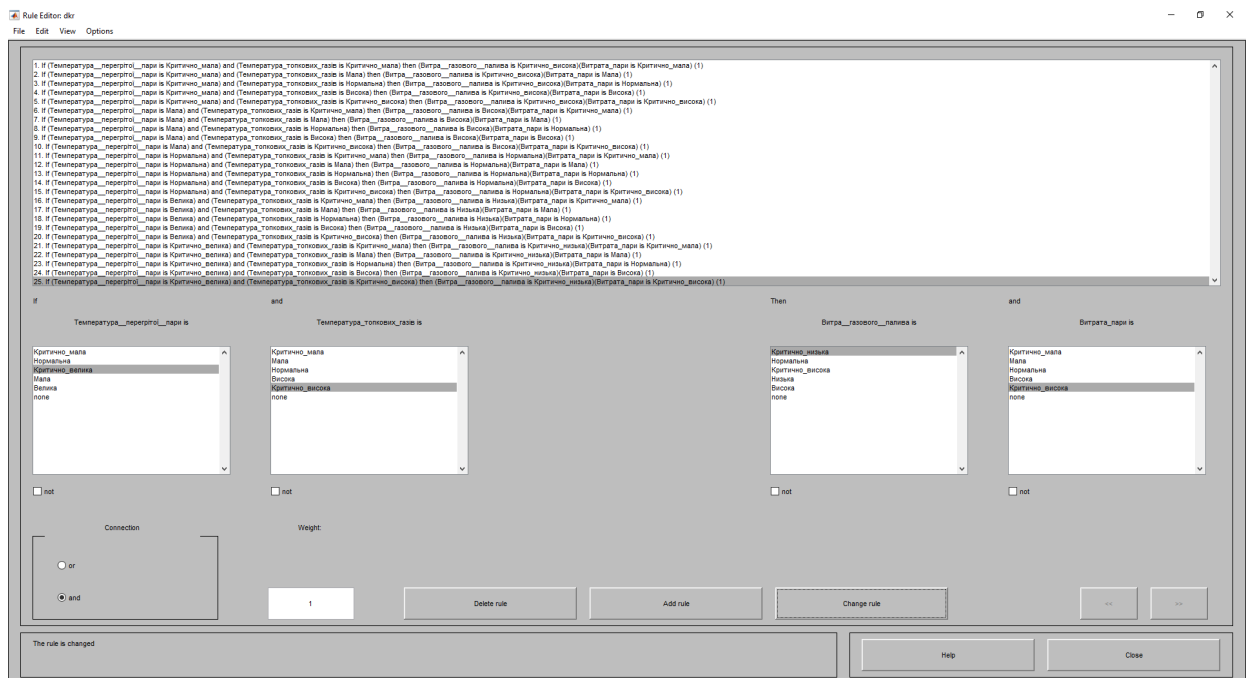 Rule Editor: dkr
File Edit View Options
1. If (Температура__перегрітої__пари is Критично_мала) and (Температура_топкових_газів is Критично_мала) then (Витра__газового__палива is Критично_висока)(Витрата_пари is Критично_мала) (1)
2. If (Температура__перегрітої__пари is Критично_мала) and (Температура_топкових_газів is Мала) then (Витра__газового__палива is Критично_висока)(Витрата_пари is Мала) (1)
3. If (Температура__перегрітої__пари is Критично_мала) and (Температура_топкових_газів is Нормальна) then (Витра__газового__палива is Критично_висока)(Витрата_пари is Нормальна) (1)
4. If (Температура__перегрітої__пари is Критично_мала) and (Температура_топкових_газів is Висока) then (Витра__газового__палива is Критично_висока)(Витрата_пари is Висока) (1)
5. If (Температура__перегрітої__пари is Критично_мала) and (Температура_топкових_газів is Критично_висока) then (Витра__газового__палива is Критично_висока)(Витрата_пари is Критично_висока) (1)
6. If (Температура__перегрітої__пари is Мала) and (Температура_топкових_газів is Критично_мала) then (Витра__газового__палива is Висока)(Витрата_пари is Критично_мала) (1)
7. If (Температура__перегрітої__пари is Мала) and (Температура_топкових_газів is Мала) then (Витра__газового__палива is Висока)(Витрата_пари is Мала) (1)
8. If (Температура__перегрітої__пари is Мала) and (Температура_топкових_газів is Нормальна) then (Витра__газового__палива is Висока)(Витрата_пари is Нормальна) (1)
9. If (Температура__перегрітої__пари is Мала) and (Температура_топкових_газів is Висока) then (Витра__газового__палива is Висока)(Витрата_пари is Висока) (1)
10. If (Температура__перегрітої__пари is Мала) and (Температура_топкових_газів is Критично_висока) then (Витра__газового__палива is Висока)(Витрата_пари is Критично_висока) (1)
11. If (Температура__перегрітої__пари is Нормальна) and (Температура_топкових_газів is Критично_мала) then (Витра__газового__палива is Нормальна)(Витрата_пари is Критично_мала) (1)
12. If (Температура__перегрітої__пари is Нормальна) and (Температура_топкових_газів is Мала) then (Витра__газового__палива is Нормальна)(Витрата_пари is Мала) (1)
13. If (Температура__перегрітої__пари is Нормальна) and (Температура_топкових_газів is Нормальна) then (Витра__газового__палива is Нормальна)(Витрата_пари is Нормальна) (1)
14. If (Температура__перегрітої__пари is Нормальна) and (Температура_топкових_газів is Висока) then (Витра__газового__палива is Нормальна)(Витрата_пари is Висока) (1)
15. If (Температура__перегрітої__пари is Нормальна) and (Температура_топкових_газів is Критично_висока) then (Витра__газового__палива is Нормальна)(Витрата_пари is Критично_висока) (1)
16. If (Температура__перегрітої__пари is Велика) and (Температура_топкових_газів is Критично_мала) then (Витра__газового__палива is Низька)(Витрата_пари is Критично_мала) (1)
17. If (Температура__перегрітої__пари is Велика) and (Температура_топкових_газів is Мала) then (Витра__газового__палива is Низька)(Витрата_пари is Мала) (1)
18. If (Температура__перегрітої__пари is Велика) and (Температура_топкових_газів is Нормальна) then (Витра__газового__палива is Низька)(Витрата_пари is Нормальна) (1)
19. If (Температура__перегрітої__пари is Велика) and (Температура_топкових_газів is Висока) then (Витра__газового__палива is Низька)(Витрата_пари is Висока) (1)
20. If (Температура__перегрітої__пари is Велика) and (Температура_топкових_газів is Критично_висока) then (Витра__газового__палива is Низька)(Витрата_пари is Критично_висока) (1)
21. If (Температура__перегрітої__пари is Критично_велика) and (Температура_топкових_газів is Критично_мала) then (Витра__газового__палива is Критично_низька)(Витрата_пари is Критично_мала) (1)
22. If (Температура__перегрітої__пари is Критично_велика) and (Температура_топкових_газів is Мала) then (Витра__газового__палива is Критично_низька)(Витрата_пари is Мала) (1)
23. If (Температура__перегрітої__пари is Критично_велика) and (Температура_топкових_газів is Нормальна) then (Витра__газового__палива is Критично_низька)(Витрата_пари is Нормальна) (1)
24. If (Температура__перегрітої__пари is Критично_велика) and (Температура_топкових_газів is Висока) then (Витра__газового__палива is Критично_низька)(Витрата_пари is Висока) (1)
25. If (Температура__перегрітої__пари is Критично_велика) and (Температура_топкових_газів is Критично_висока) then (Витра__газового__палива is Критично_низька)(Витрата_пари is Критично_висока) (1)
If and Then and
Температура__перегрітої__пари is Температура_топкових_газів is Витра__газового__палива is Витрата_пари is
Критично_мала
Нормальна
Критично_велика
Мала
Велика
none
Критично_мала
Мала
Нормальна
Висока
Критично_висока
none
Критично_низька
Нормальна
Критично_висока
Низька
Висока
none
Критично_мала
Мала
Нормальна
Висока
Критично_висока
none
not not not not
Connection Weight:
or
and
1 Delete rule Add rule Change rule << >>
The rule is changed
Help Close